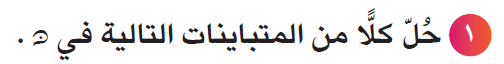 ١ حُلّ كلًّا من المتباينات التالية في ح .